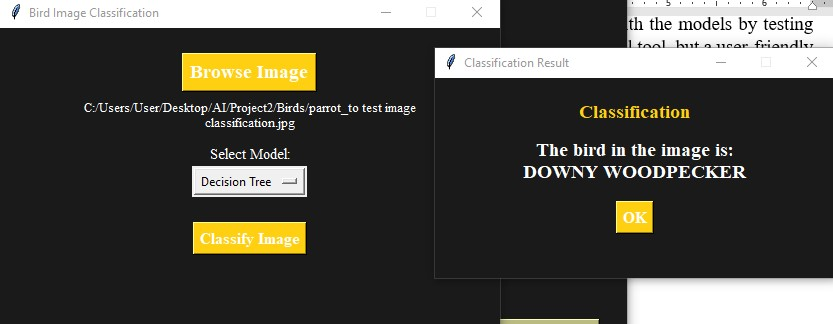 Bird Image Classification
Browse Image
C:/Users/User/Desktop/AI/Project2/Birds/parrot_to test image
classification.jpg
Select Model:
Decision Tree
Classify Image
5 6
th the models by testing
tool, but a user-friendly
Classification Result
Classification
The bird in the image is:
DOWNY WOODPECKER
OK